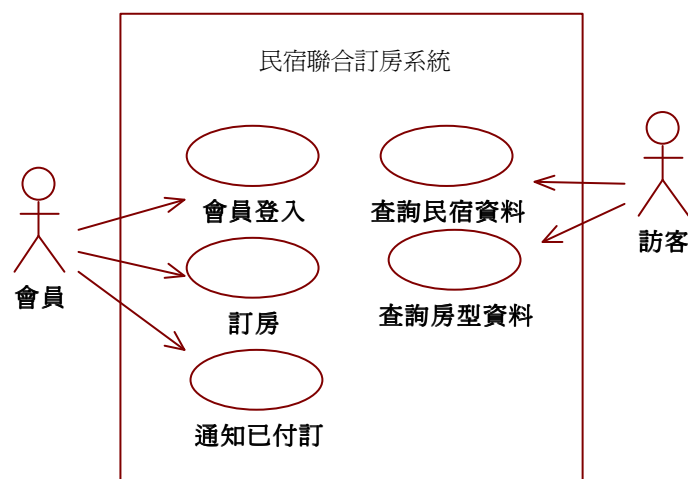 民宿聯合訂房系統
會員登入
查詢民宿資料
訪客
會員
訂房
查詢房型資料
通知已付訂